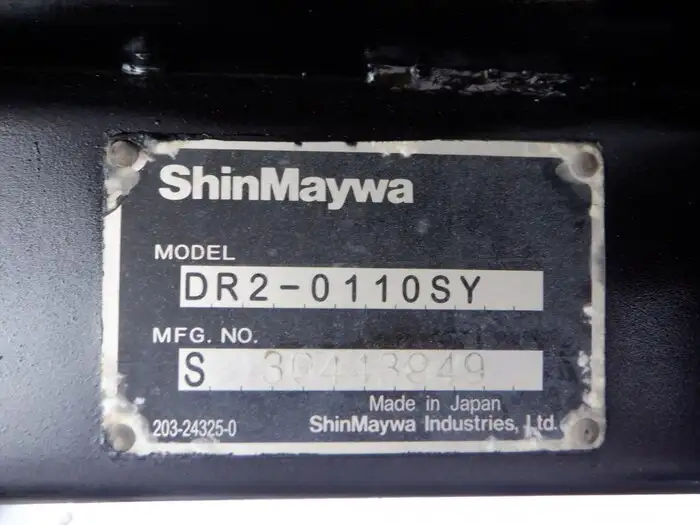 ShinMaywa
MODEL
DR2-0110SY
MFG. NO.
S
Made in Japan
203-24325-0
ShinMaywa Industries, Ltd.